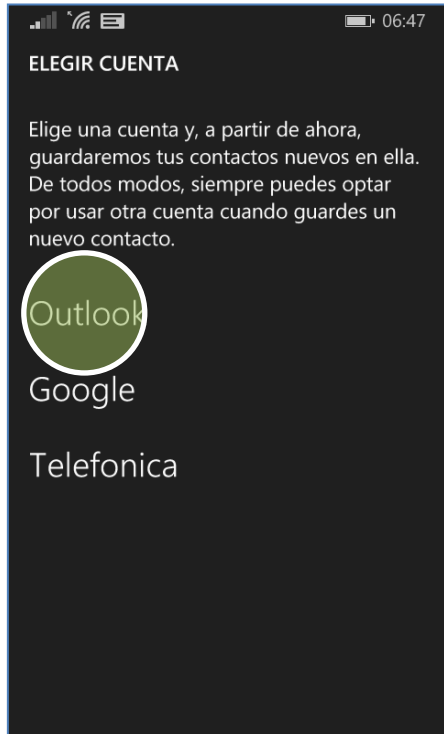 06:47
ELEGIR CUENTA
Elige una cuenta y, a partir de ahora,
guardaremos tus contactos nuevos en ella.
De todos modos, siempre puedes optar
por usar otra cuenta cuando guardes un
nuevo contacto.
Outlook
Google
Telefonica